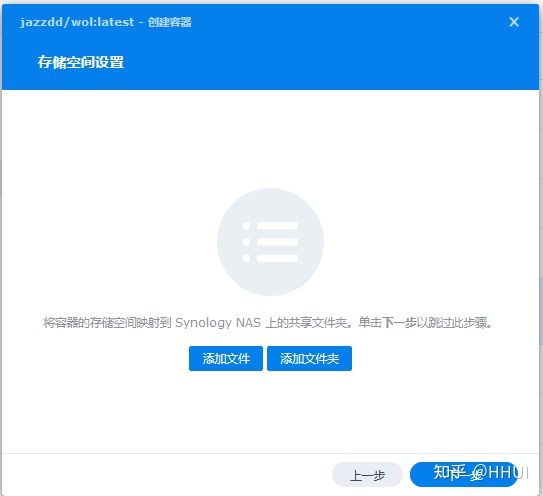 jazzdd/wol:latest - 创建容器
存储空间设置
将容器的存储空间映射到 Synology NAS 上的共享文件夹。单击下一步以跳过此步骤。
添加文件 添加文件夹
上一步 下一步
知乎 @HHUI